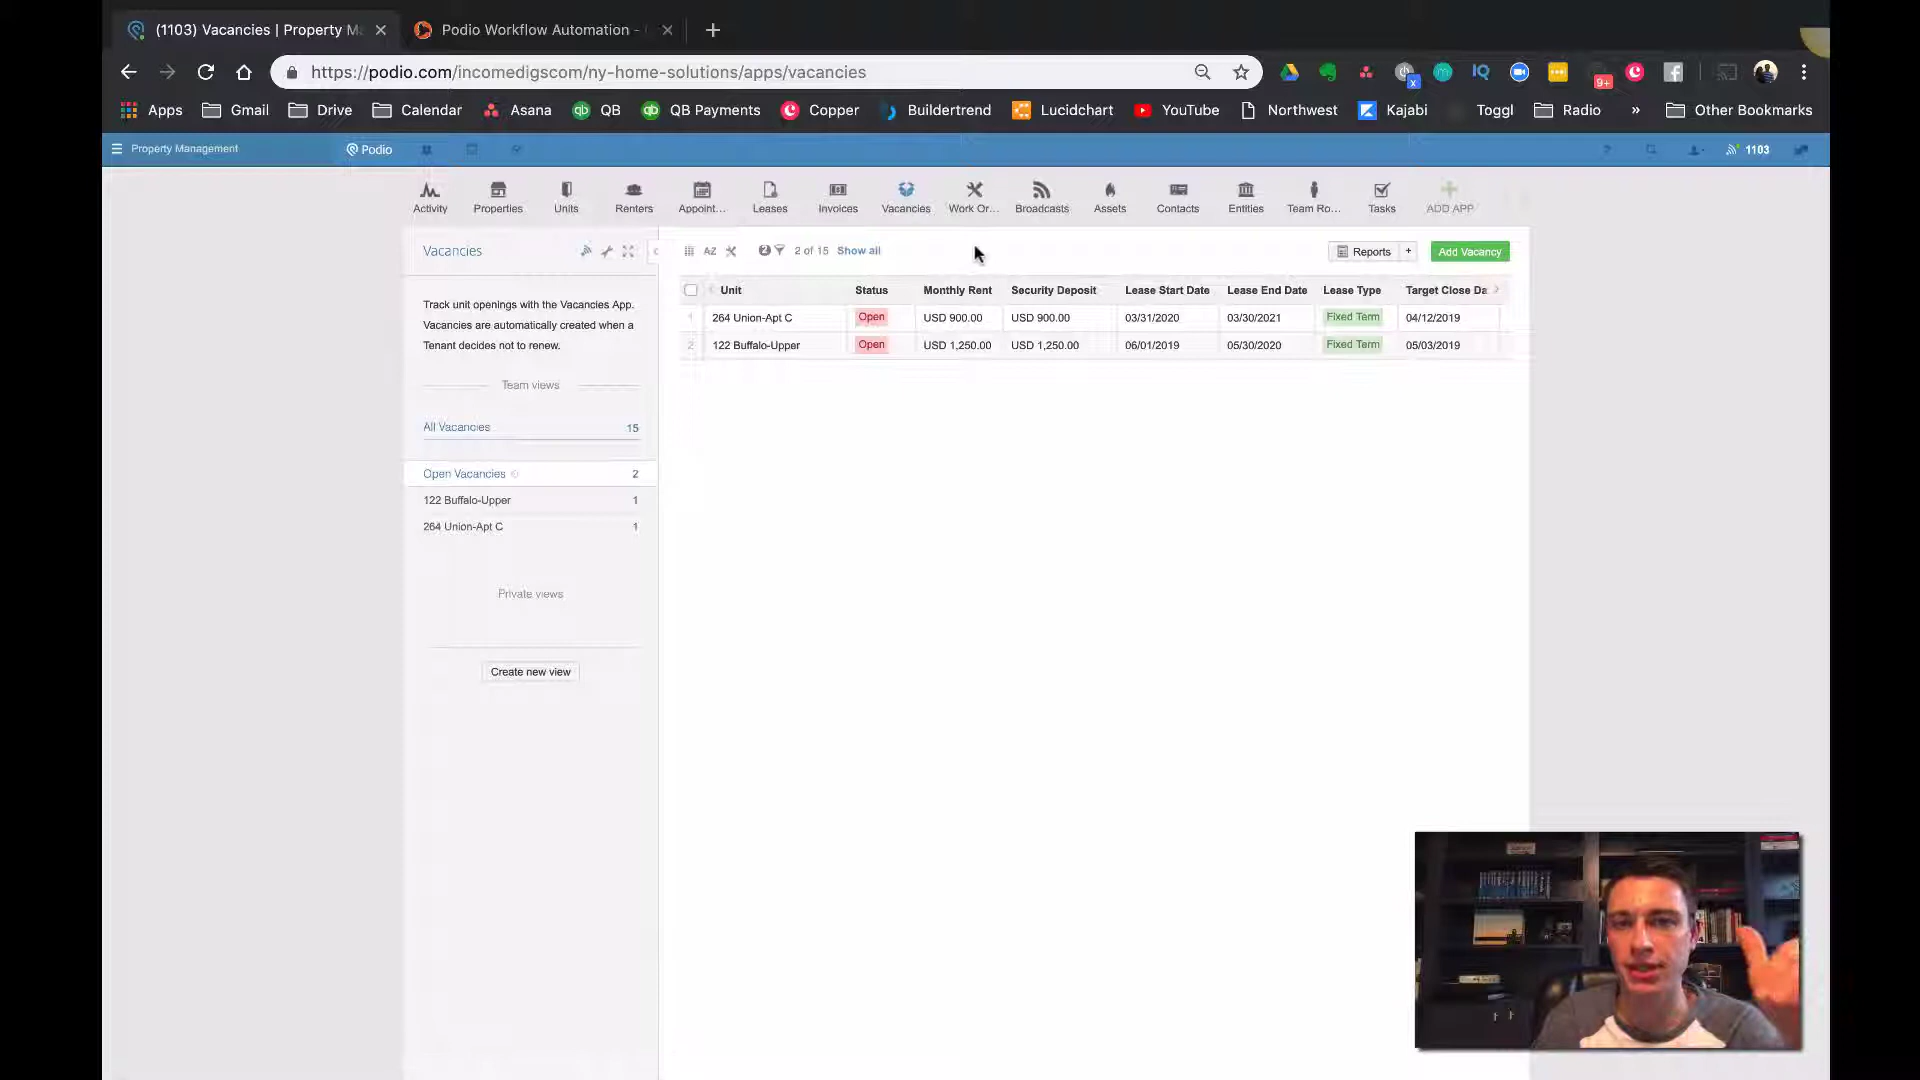 (1103) Vacancies | Property Ma
Podio Workflow Automation -
https://podio.com/incomedigscom/ny-home-solutions/apps/vacancies
x
IQ
9+
Apps
Gmail
Drive
Calendar
Asana
QB
QB Payments
Copper
Buildertrend
Lucidchart
YouTube
Northwest
Kajabi
Toggl
Radio
»
Other Bookmarks
Property Management
Podio
1103
Activity
Properties
Units
Renters
Appoint...
Leases
Invoices
Vacancies
Work Or...
Broadcasts
Assets
Contacts
Entities
Team Ro...
Tasks
ADD APP
Vacancies
AZ
2
2 of 15 Show all
Reports +
Add Vacancy
Track unit openings with the Vacancies App.
Vacancies are automatically created when a
Tenant decides not to renew.
Team views
All Vacancies 15
Open Vacancies 2
122 Buffalo-Upper 1
264 Union-Apt C 1
Private views
Create new view
Unit Status Monthly Rent Security Deposit Lease Start Date Lease End Date Lease Type Target Close Da
1 264 Union-Apt C Open USD 900.00 USD 900.00 03/31/2020 03/30/2021 Fixed Term 04/12/2019
2 122 Buffalo-Upper Open USD 1,250.00 USD 1,250.00 06/01/2019 05/30/2020 Fixed Term 05/03/2019